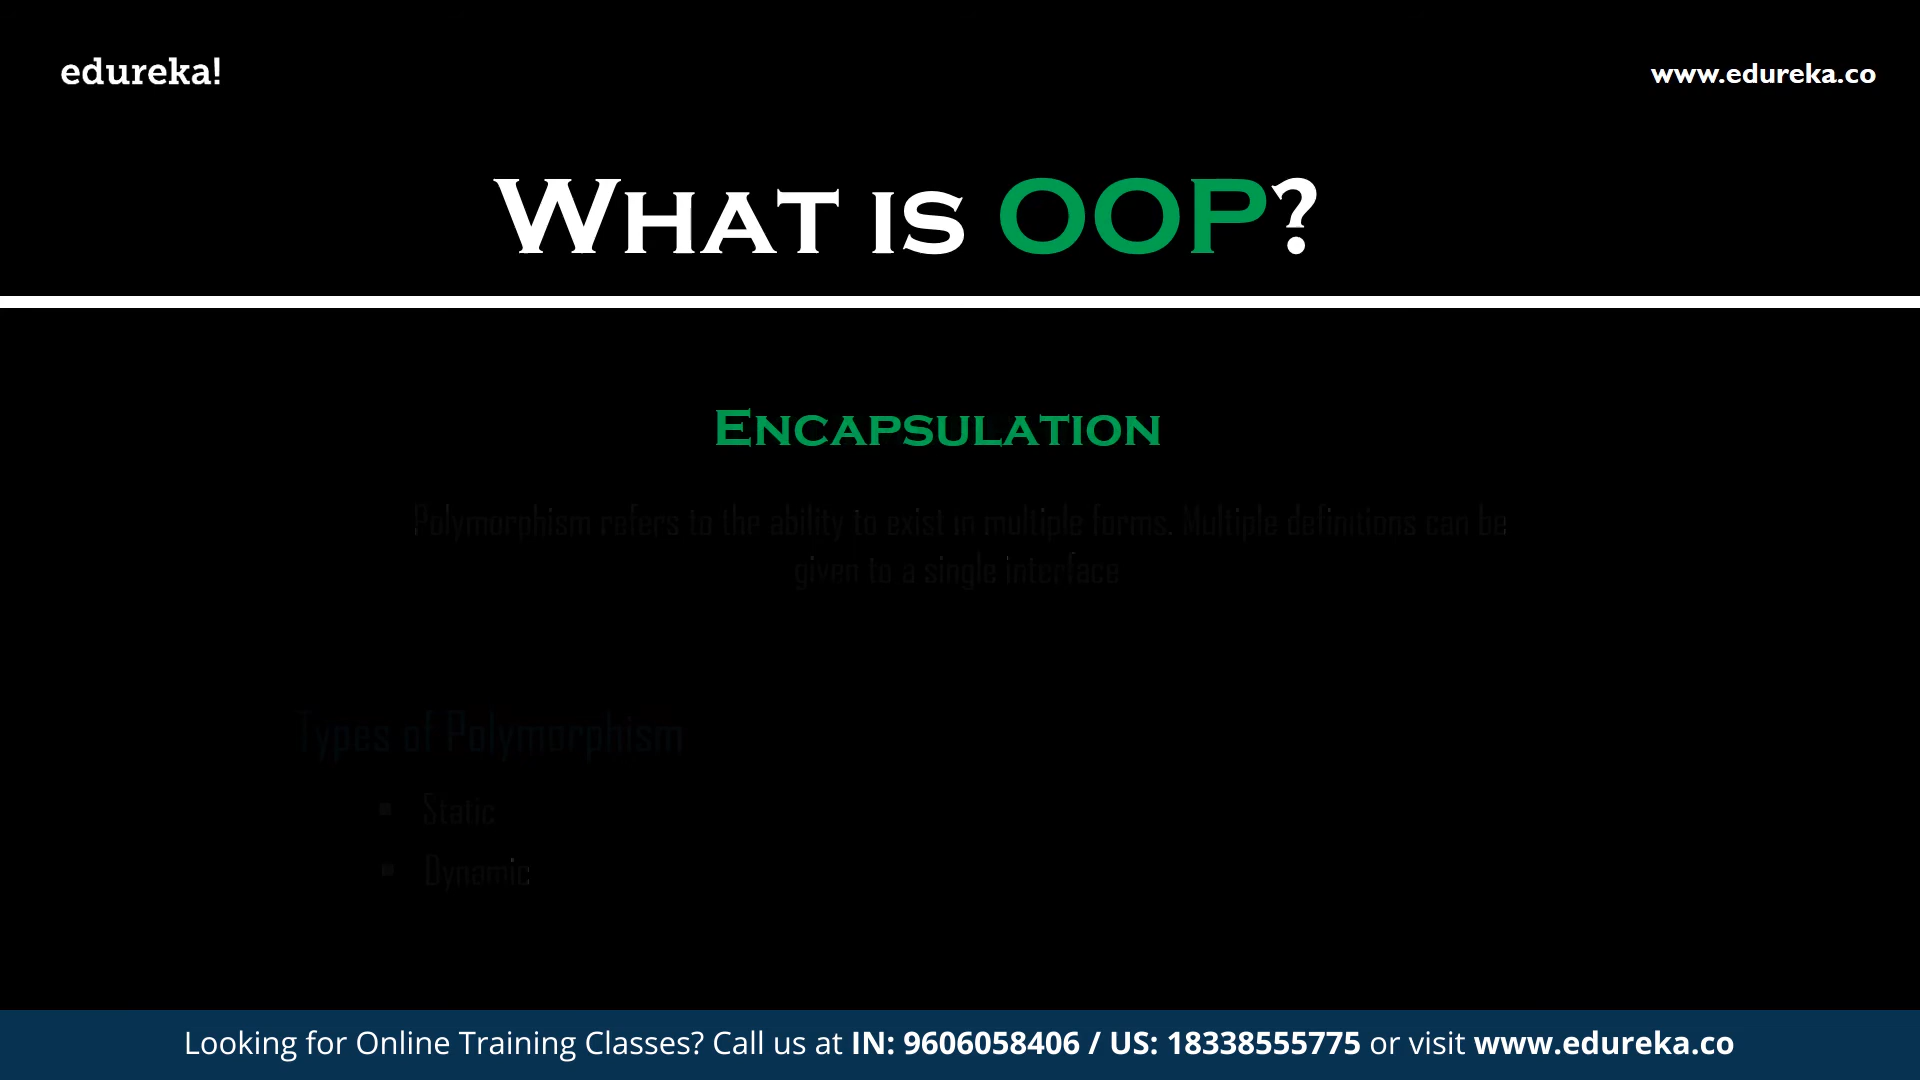 edureka!
www.edureka.co
WHAT IS OOP?
ENCAPSULATION
Polymorphism refers to the ability to exist in multiple forms. Multiple definitions can be
given to a single interface
Types of Polymorphism
▪ Static
▪ Dynamic
Looking for Online Training Classes? Call us at IN: 9606058406 / US: 18338555775 or visit www.edureka.co